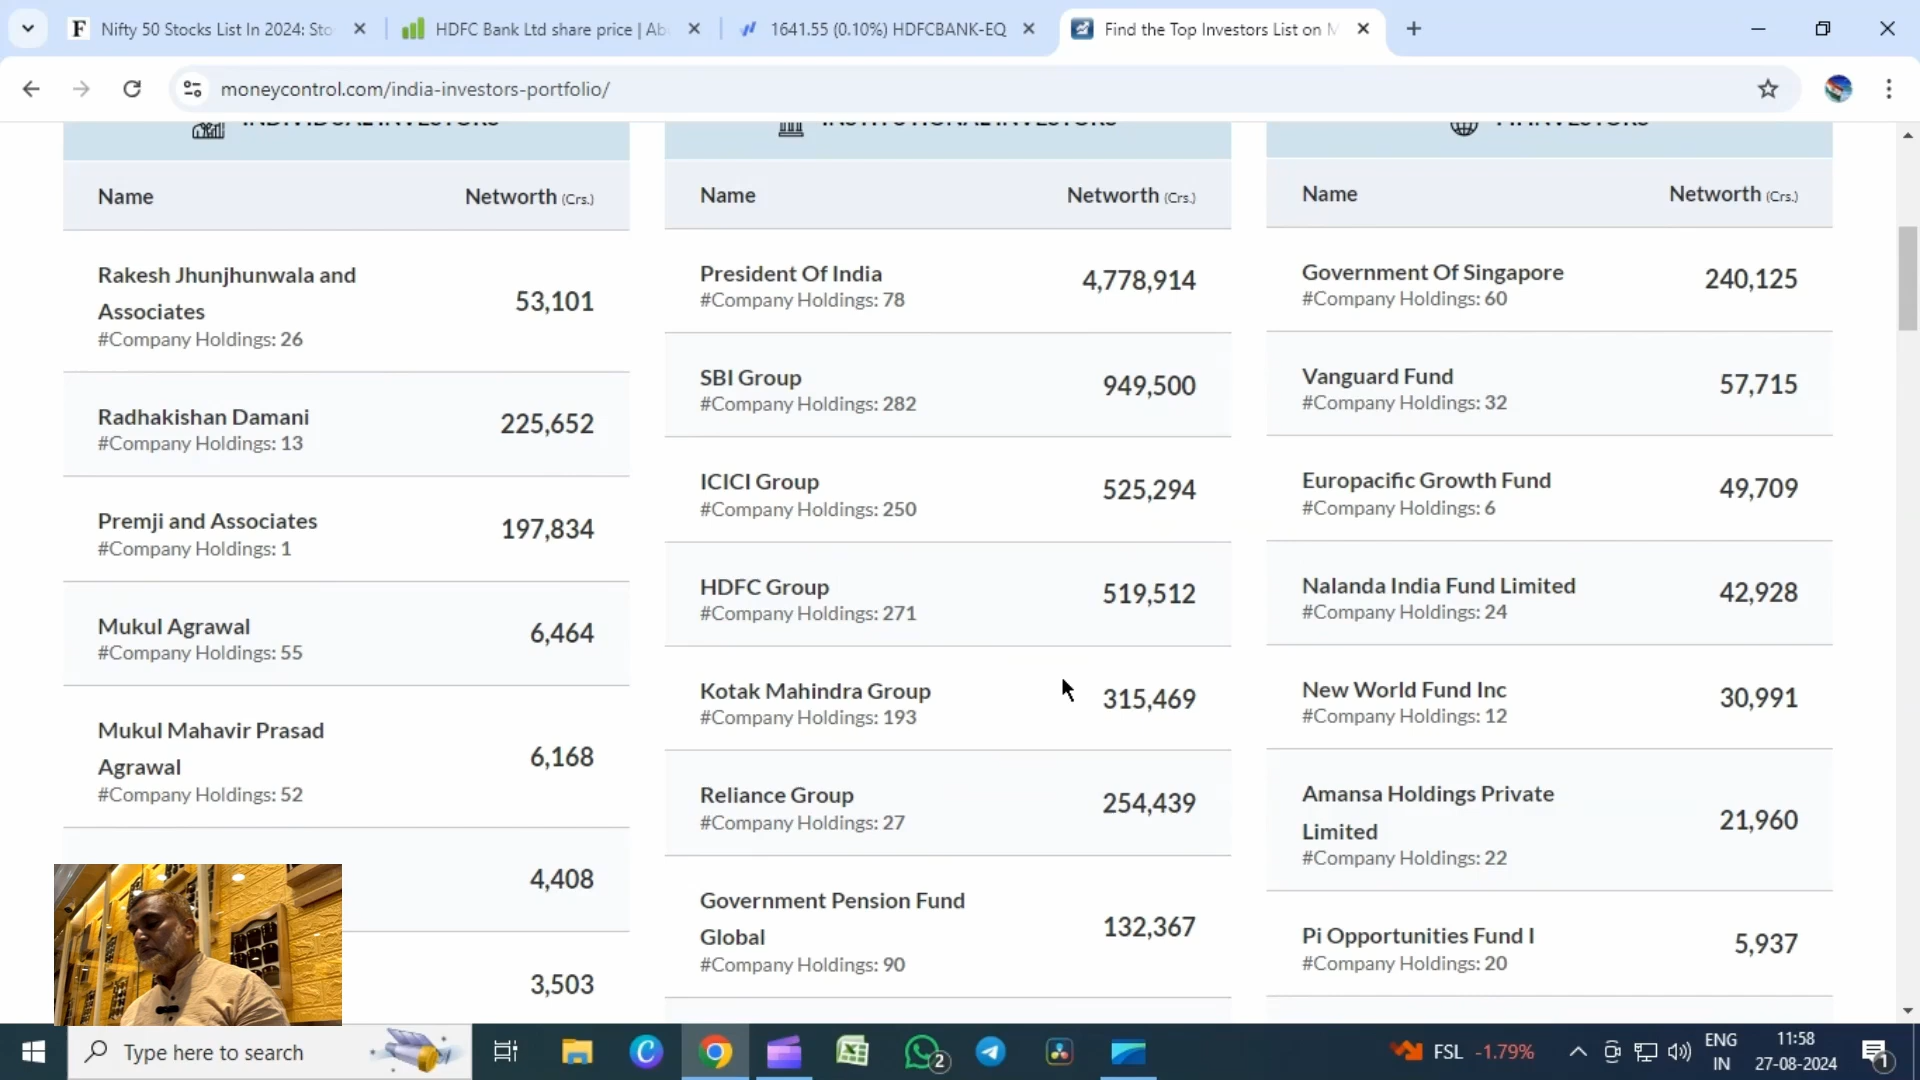 Nifty 50 Stocks List In 2024: Sto
HDFC Bank Ltd share price | Ab
1641.55 (0.10%) HDFCBANK-EQ
Find the Top Investors List on M
moneycontrol.com/india-investors-portfolio/
INDIVIDUAL INVESTORS
Name Networth (Crs.)
Rakesh Jhunjhunwala and
Associates
#Company Holdings: 26
53,101
Radhakishan Damani
#Company Holdings: 13
225,652
Premji and Associates
#Company Holdings: 1
197,834
Mukul Agrawal
#Company Holdings: 55
6,464
Mukul Mahavir Prasad
Agrawal
#Company Holdings: 52
6,168
4,408
3,503
INSTITUTIONAL INVESTORS
Name Networth (Crs.)
President Of India
#Company Holdings: 78
4,778,914
SBI Group
#Company Holdings: 282
949,500
ICICI Group
#Company Holdings: 250
525,294
HDFC Group
#Company Holdings: 271
519,512
Kotak Mahindra Group
#Company Holdings: 193
315,469
Reliance Group
#Company Holdings: 27
254,439
Government Pension Fund
Global
#Company Holdings: 90
132,367
INVESTORS
Name Networth (Crs.)
Government Of Singapore
#Company Holdings: 60
240,125
Vanguard Fund
#Company Holdings: 32
57,715
Europacific Growth Fund
#Company Holdings: 6
49,709
Nalanda India Fund Limited
#Company Holdings: 24
42,928
New World Fund Inc
#Company Holdings: 12
30,991
Amansa Holdings Private
Limited
#Company Holdings: 22
21,960
Pi Opportunities Fund I
#Company Holdings: 20
5,937
Type here to search
2
FSL -1.79%
ENG
IN
11:58
27-08-2024
1